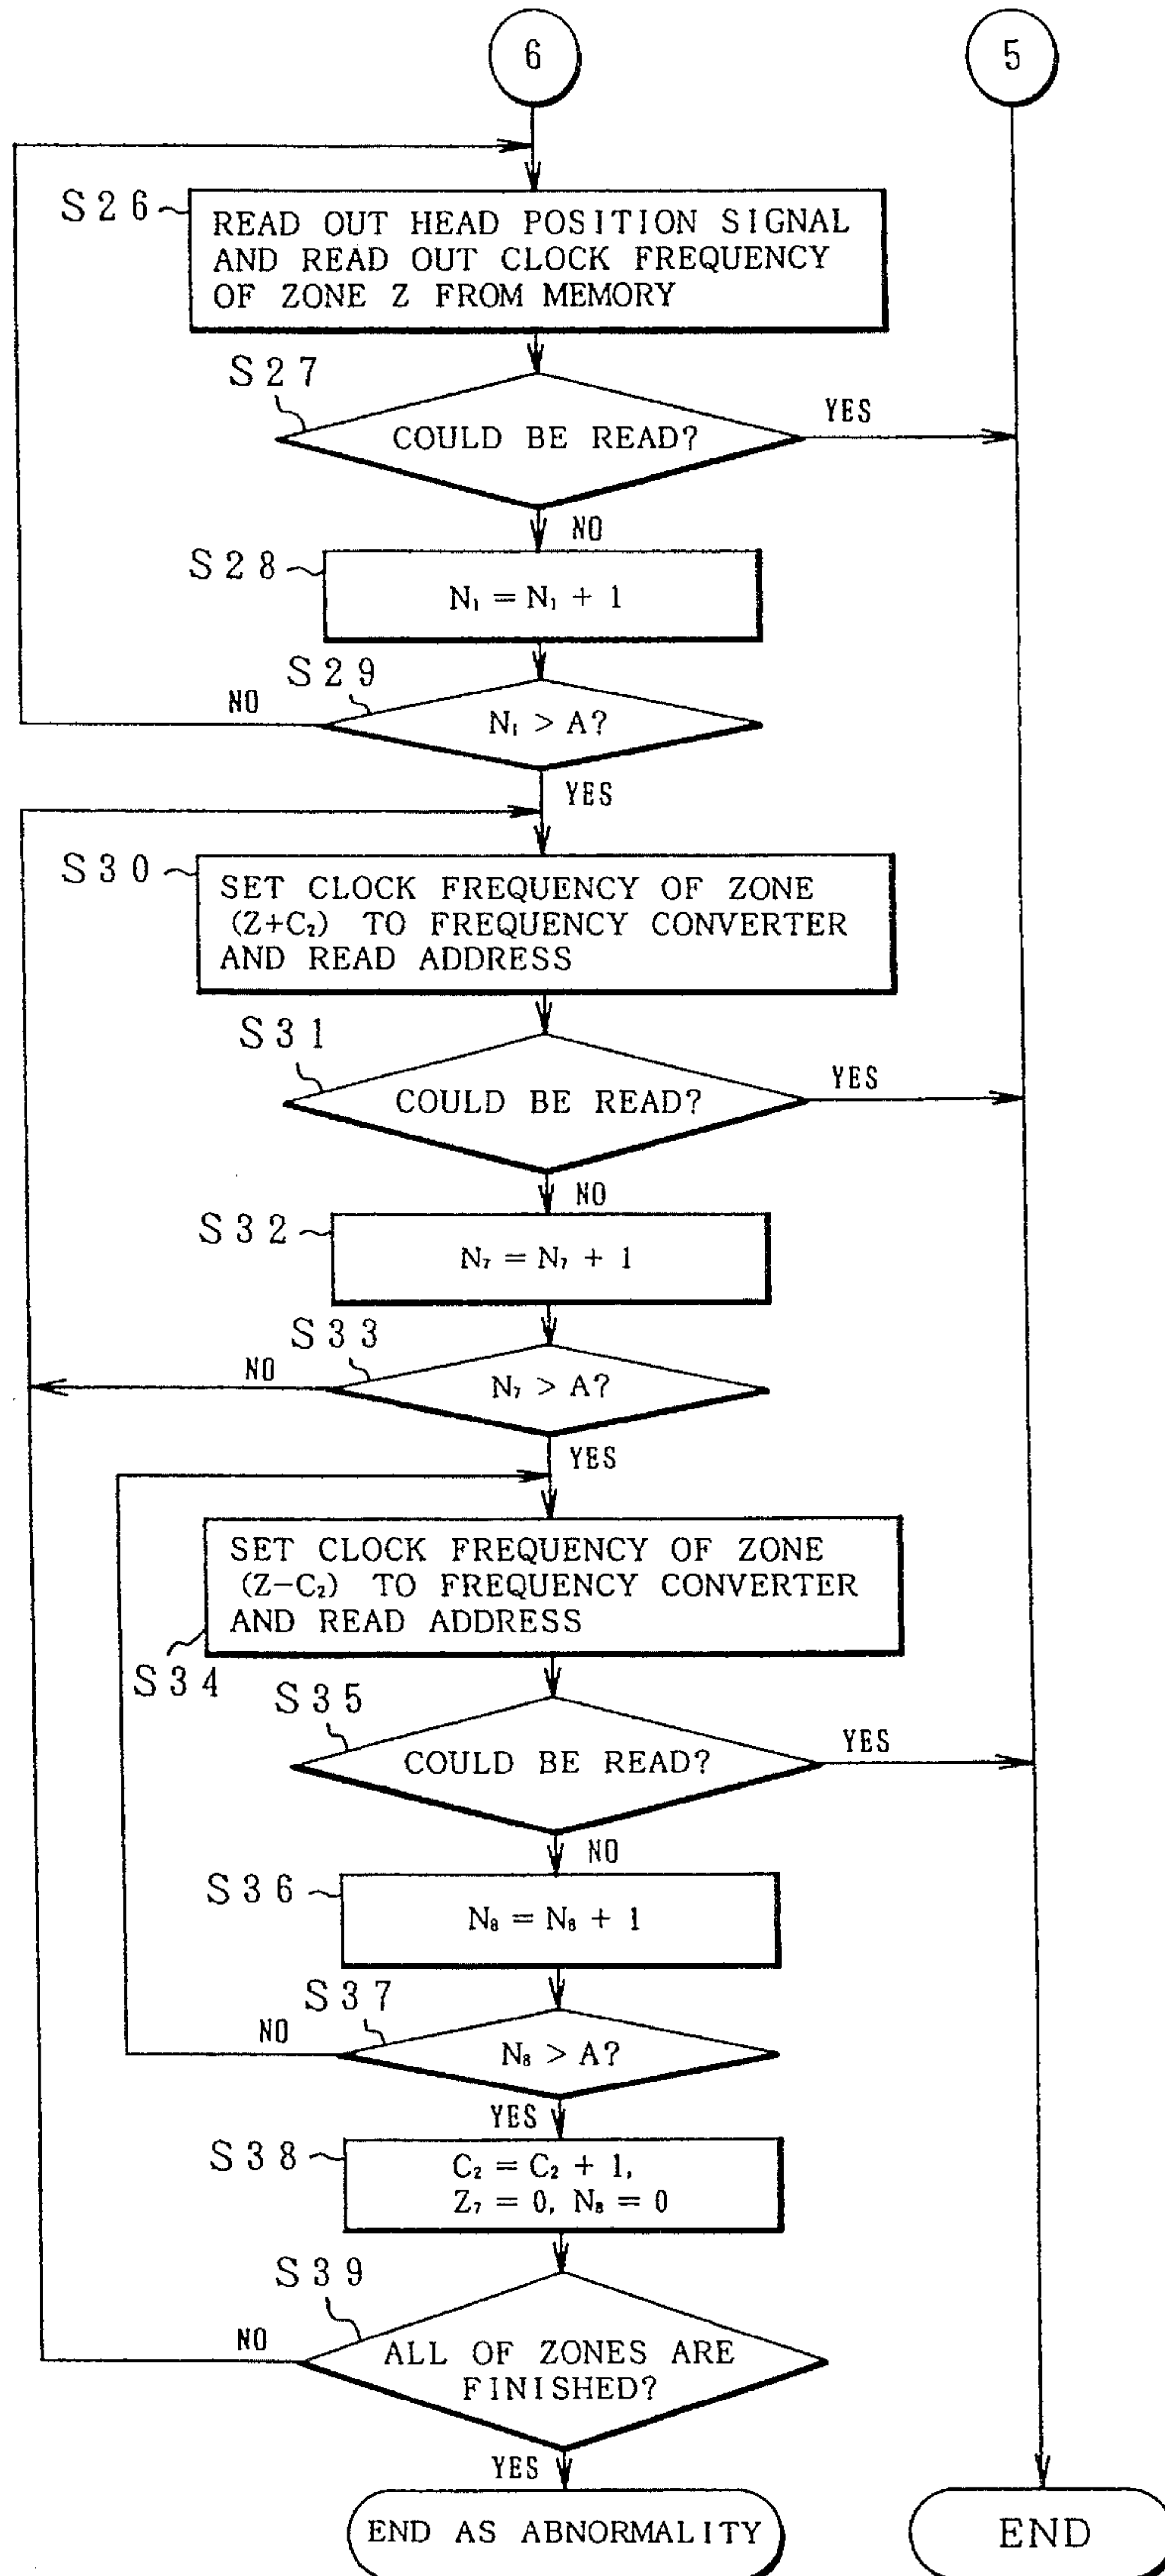 6
5
S26
READ OUT HEAD POSITION SIGNAL
AND READ OUT CLOCK FREQUENCY
OF ZONE Z FROM MEMORY
S27
COULD BE READ?
YES
NO
S28
N₁ = N₁ + 1
S29
NO
N₁ > A?
YES
S30
SET CLOCK FREQUENCY OF ZONE
(Z+C₂) TO FREQUENCY CONVERTER
AND READ ADDRESS
S31
COULD BE READ?
YES
NO
S32
N₇ = N₇ + 1
S33
NO
N₇ > A?
YES
SET CLOCK FREQUENCY OF ZONE
(Z−C₂) TO FREQUENCY CONVERTER
AND READ ADDRESS
S34
S35
COULD BE READ?
YES
NO
S36
N₈ = N₈ + 1
S37
NO
N₈ > A?
YES
S38
C₂ = C₂ + 1,
Z₇ = 0, N₈ = 0
S39
NO
ALL OF ZONES ARE
FINISHED?
YES
END AS ABNORMALITY
END